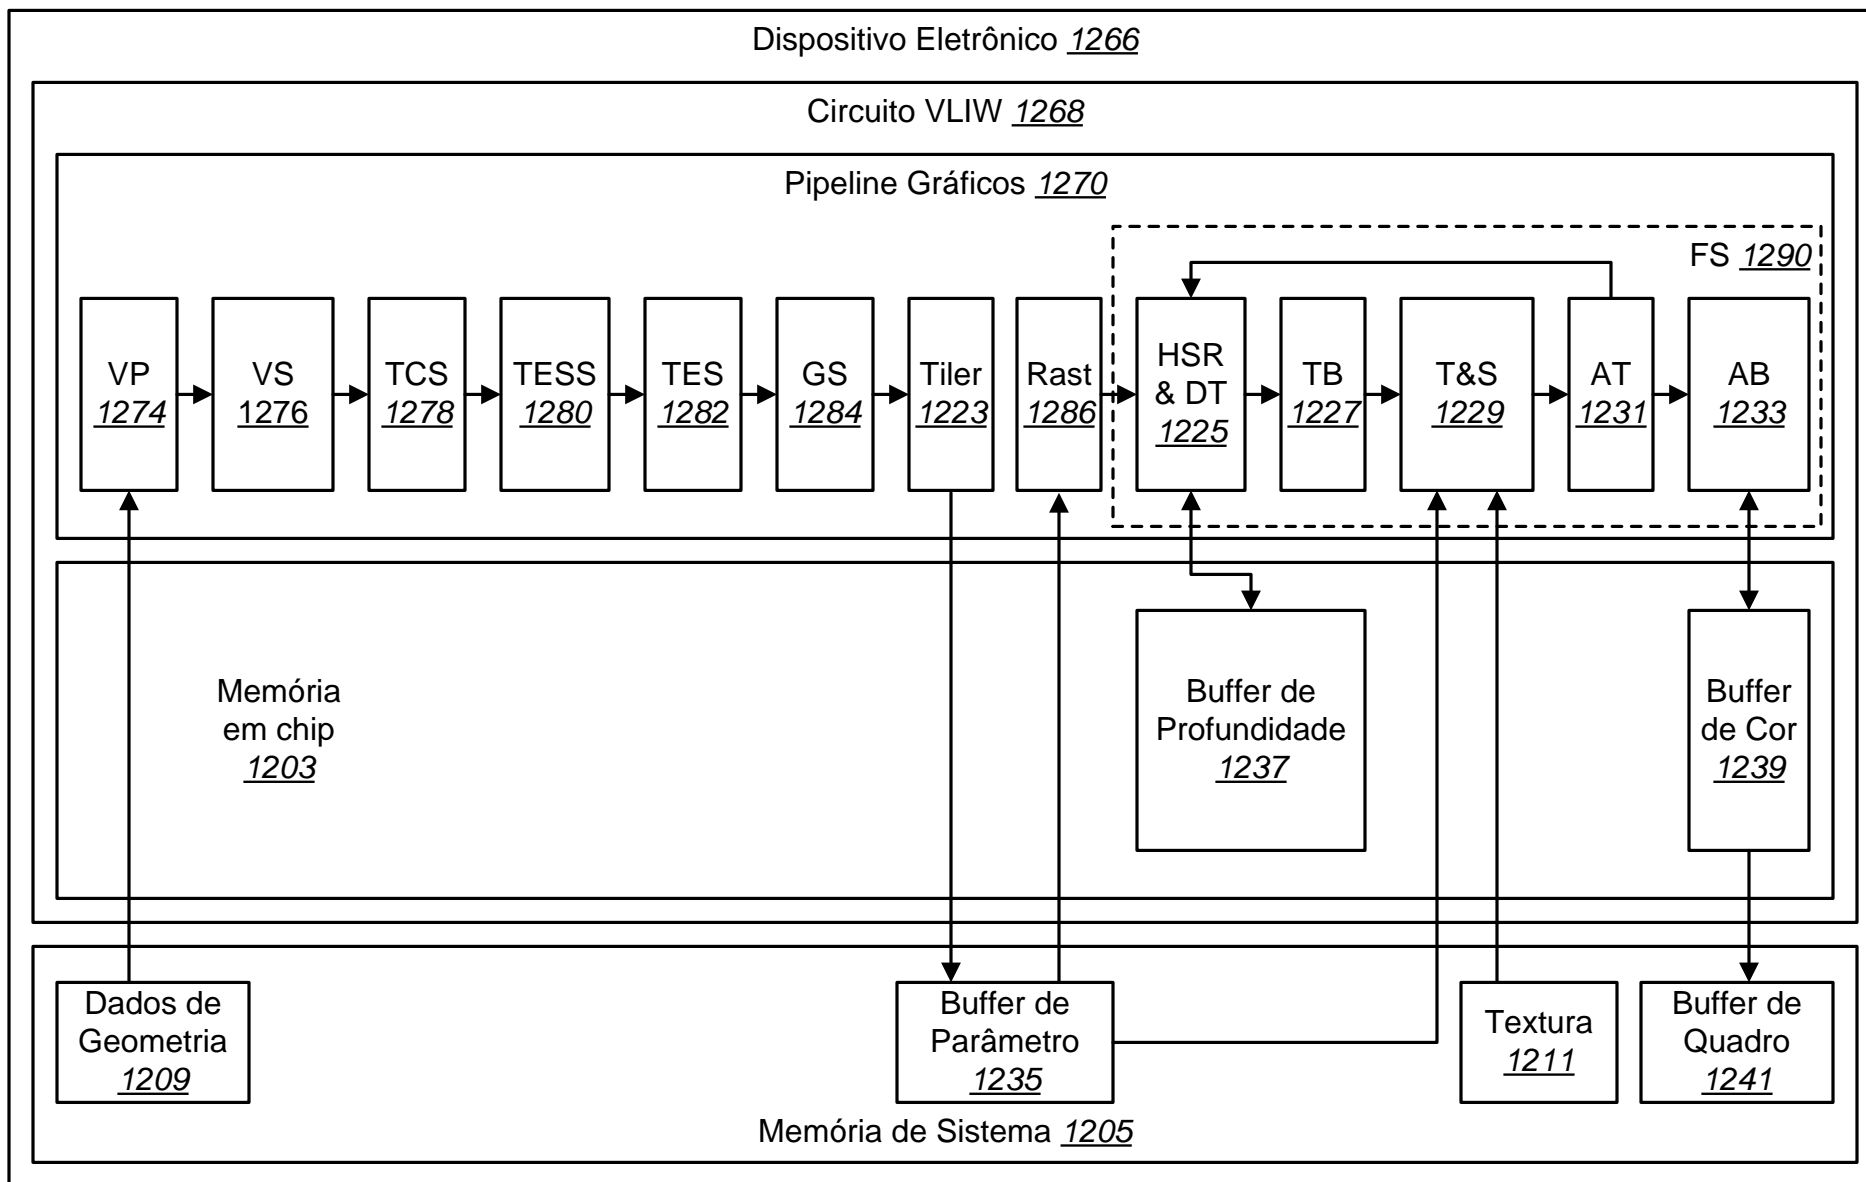 Dispositivo Eletrônico 1266
Circuito VLIW 1268
Pipeline Gráficos 1270
FS 1290
VP
1274
VS
1276
TCS
1278
TESS
1280
TES
1282
GS
1284
Tiler
1223
Rast
1286
HSR
& DT
1225
TB
1227
T&S
1229
AT
1231
AB
1233
Memória
em chip
1203
Buffer de
Profundidade
1237
Buffer
de Cor
1239
Dados de
Geometria
1209
Buffer de
Parâmetro
1235
Textura
1211
Buffer de
Quadro
1241
Memória de Sistema 1205